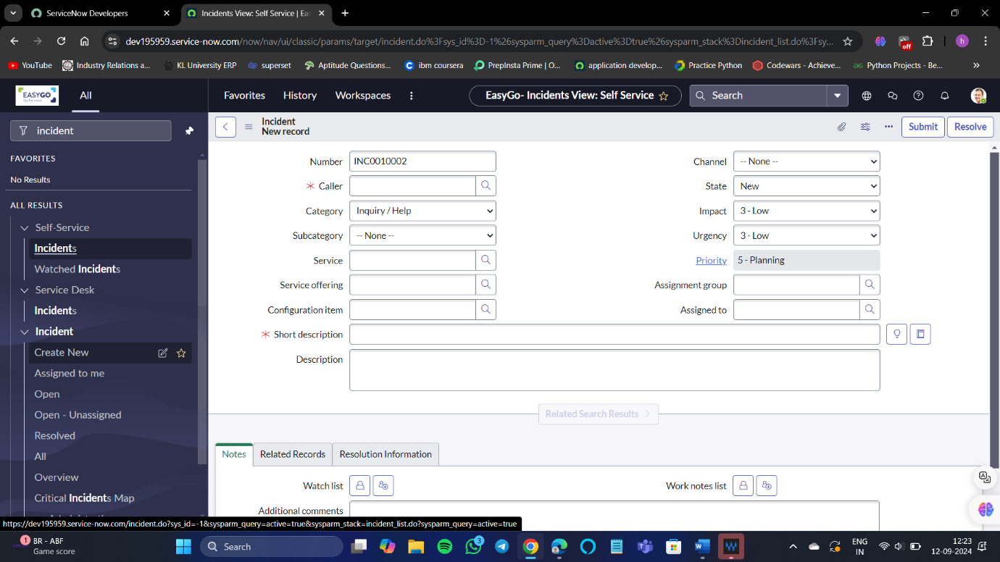 ServiceNow Developers
Incidents View: Self Service | Eas
dev195959.service-now.com/now/nav/ui/classic/params/target/incident.do%3Fsys_id%3D-1%26sysparm_query%3Dactive%3Dtrue%26sysparm_stack%3Dincident_list.do%3Fsy...
off
h
YouTube
Industry Relations a...
KL University ERP
superset
Aptitude Questions...
ibm coursera
PrepInsta Prime | O...
application develop...
Practice Python
Codewars - Achieve...
Python Projects - Be...
EASYGO
All
Favorites
History
Workspaces
EasyGo- Incidents View: Self Service
Search
incident
FAVORITES
No Results
ALL RESULTS
Self-Service
Incidents
Watched Incidents
Service Desk
Incidents
Incident
Create New
Assigned to me
Open
Open - Unassigned
Resolved
All
Overview
Critical Incidents Map
Incident
New record
Submit
Resolve
Number INC0010002
* Caller
Category Inquiry / Help
Subcategory -- None --
Service
Service offering
Configuration item
* Short description
Description
Channel -- None --
State New
Impact 3 - Low
Urgency 3 - Low
Priority 5 - Planning
Assignment group
Assigned to
Related Search Results
Notes
Related Records
Resolution Information
Watch list
Work notes list
Additional comments
https://dev195959.service-now.com/incident.do?sys_id=-1&sysparm_query=active=true&sysparm_stack=incident_list.do?sysparm_query=active=true
1
BR - ABF
Game score
Search
3
ENG
IN
12:23
12-09-2024